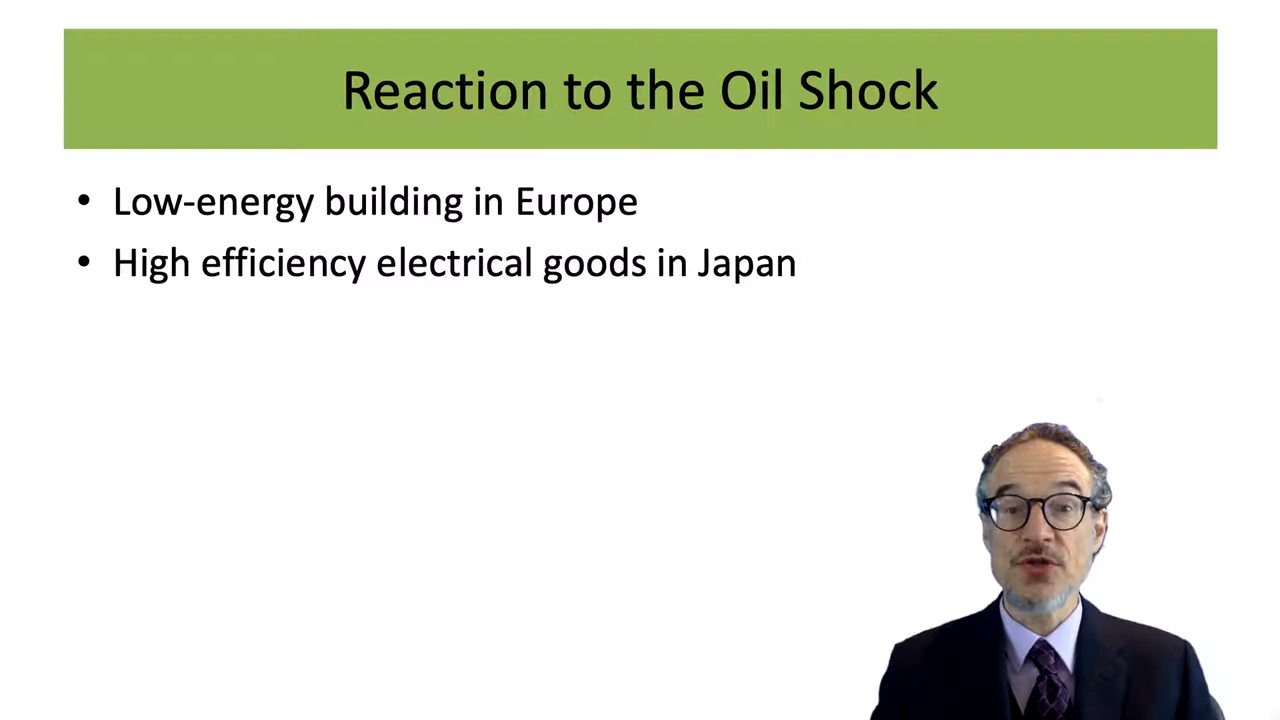 Reaction to the Oil Shock
• Low-energy building in Europe
• High efficiency electrical goods in Japan